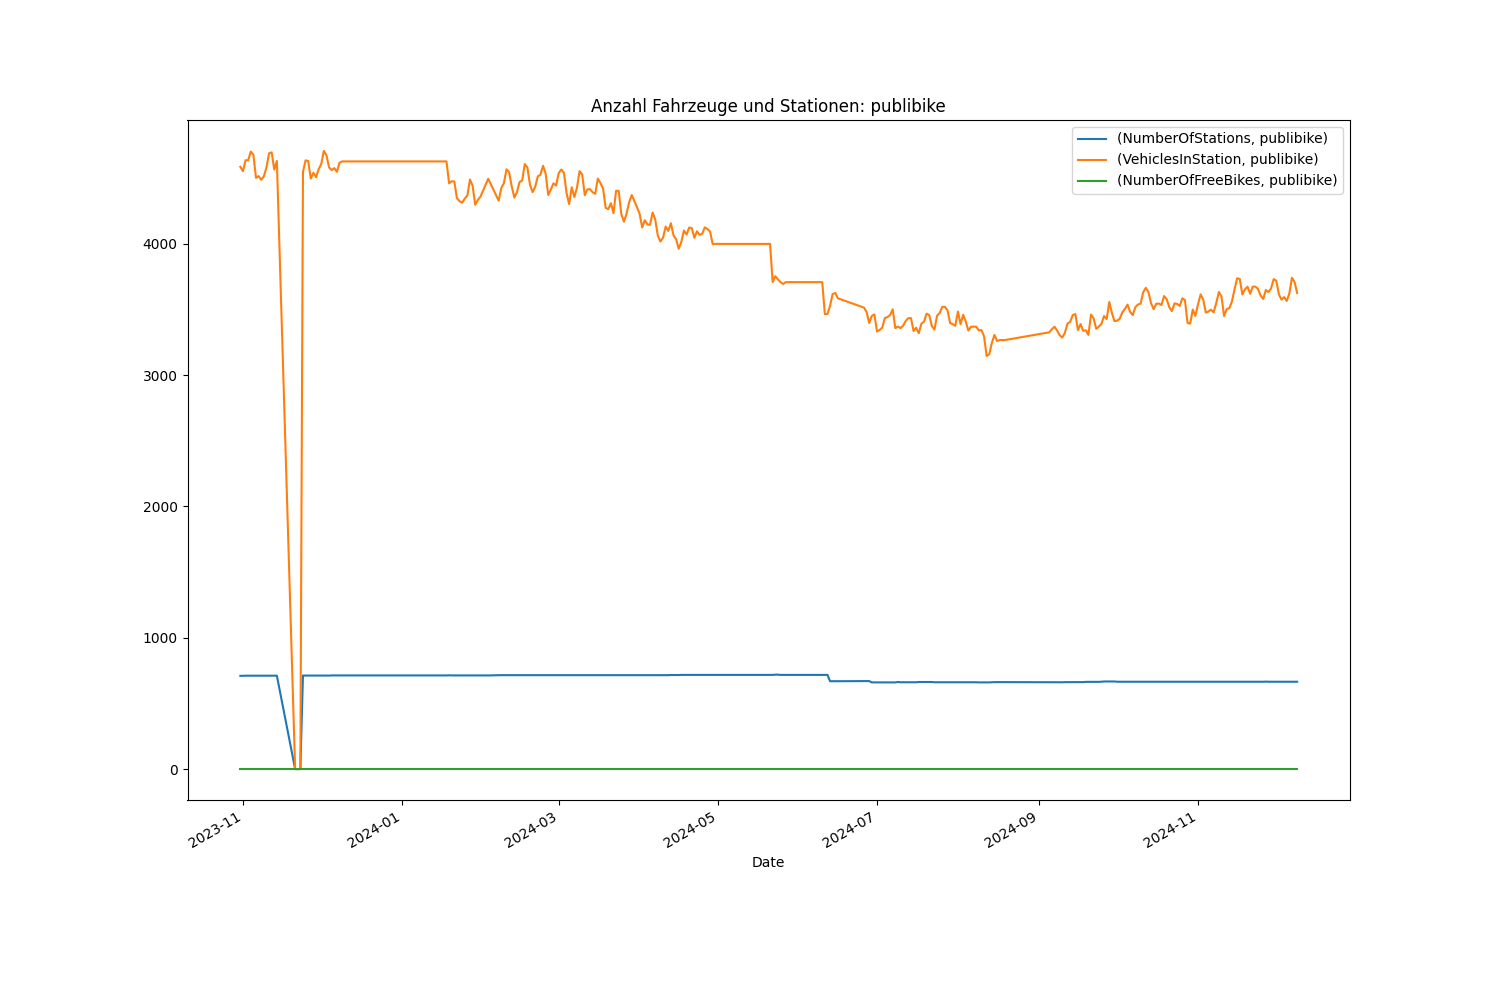 Anzahl Fahrzeuge und Stationen: publibike
(NumberOfStations, publibike)
(VehiclesInStation, publibike)
(NumberOfFreeBikes, publibike)
4000
3000
2000
1000
0
2023-11
2024-01
2024-03
2024-05
2024-07
2024-09
2024-11
Date